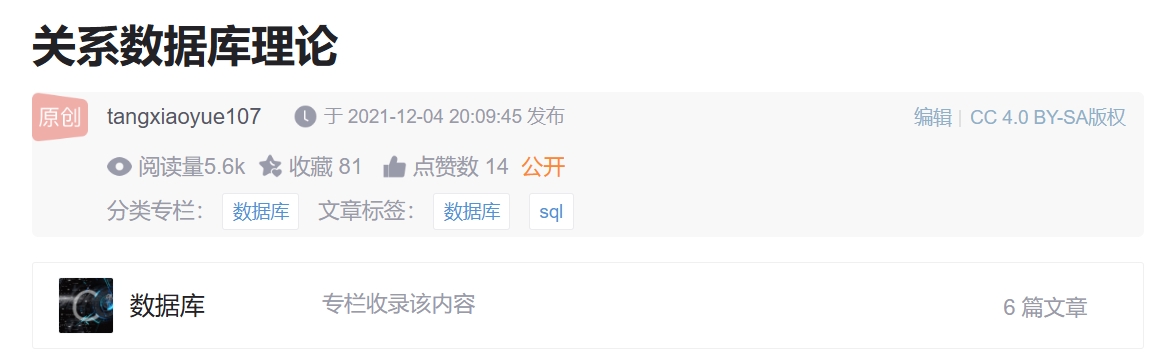 关系数据库理论
原创 tangxiaoyue107 于 2021-12-04 20:09:45 发布 编辑 CC 4.0 BY-SA版权
阅读量5.6k 收藏 81 点赞数 14 公开
分类专栏： 数据库 文章标签： 数据库 sql
数据库 专栏收录该内容 6 篇文章